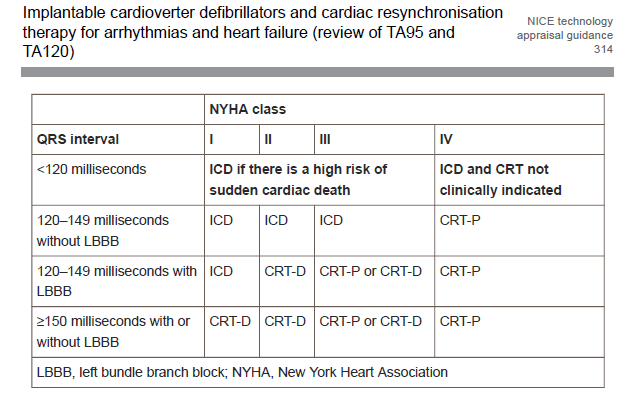 Implantable cardioverter defibrillators and cardiac resynchronisation
therapy for arrhythmias and heart failure (review of TA95 and
TA120)
NICE technology
appraisal guidance
314
NYHA class
QRS interval I II III IV
<120 milliseconds ICD if there is a high risk of
sudden cardiac death ICD and CRT not
clinically indicated
120–149 milliseconds
without LBBB ICD ICD ICD CRT-P
120–149 milliseconds with
LBBB ICD CRT-D CRT-P or CRT-D CRT-P
≥150 milliseconds with or
without LBBB CRT-D CRT-D CRT-P or CRT-D CRT-P
LBBB, left bundle branch block; NYHA, New York Heart Association